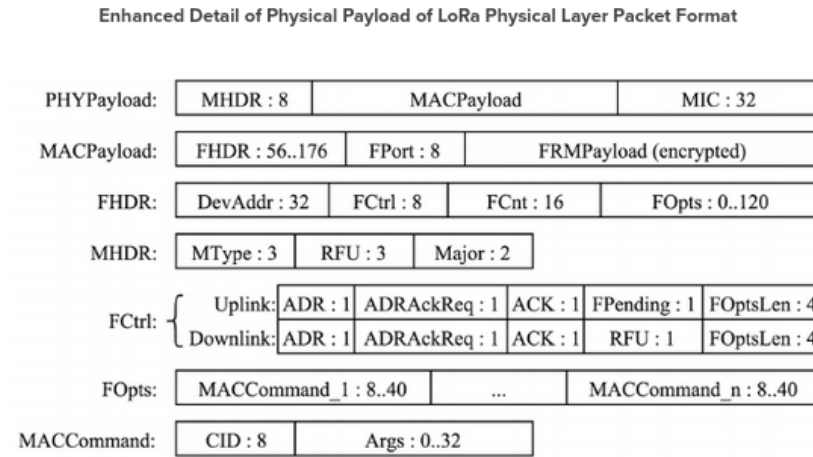 Enhanced Detail of Physical Payload of LoRa Physical Layer Packet Format
PHYPayload: MHDR : 8 MACPayload MIC : 32
MACPayload: FHDR : 56..176 FPort : 8 FRMPayload (encrypted)
FHDR: DevAddr : 32 FCtrl : 8 FCnt : 16 FOpts : 0..120
MHDR: MType : 3 RFU : 3 Major : 2
FCtrl:
Uplink: ADR : 1 ADRAckReq : 1 ACK : 1 FPending : 1 FOptsLen : 4
Downlink: ADR : 1 ADRAckReq : 1 ACK : 1 RFU : 1 FOptsLen : 4
FOpts: MACCommand_1 : 8..40 ... MACCommand_n : 8..40
MACCommand: CID : 8 Args : 0..32